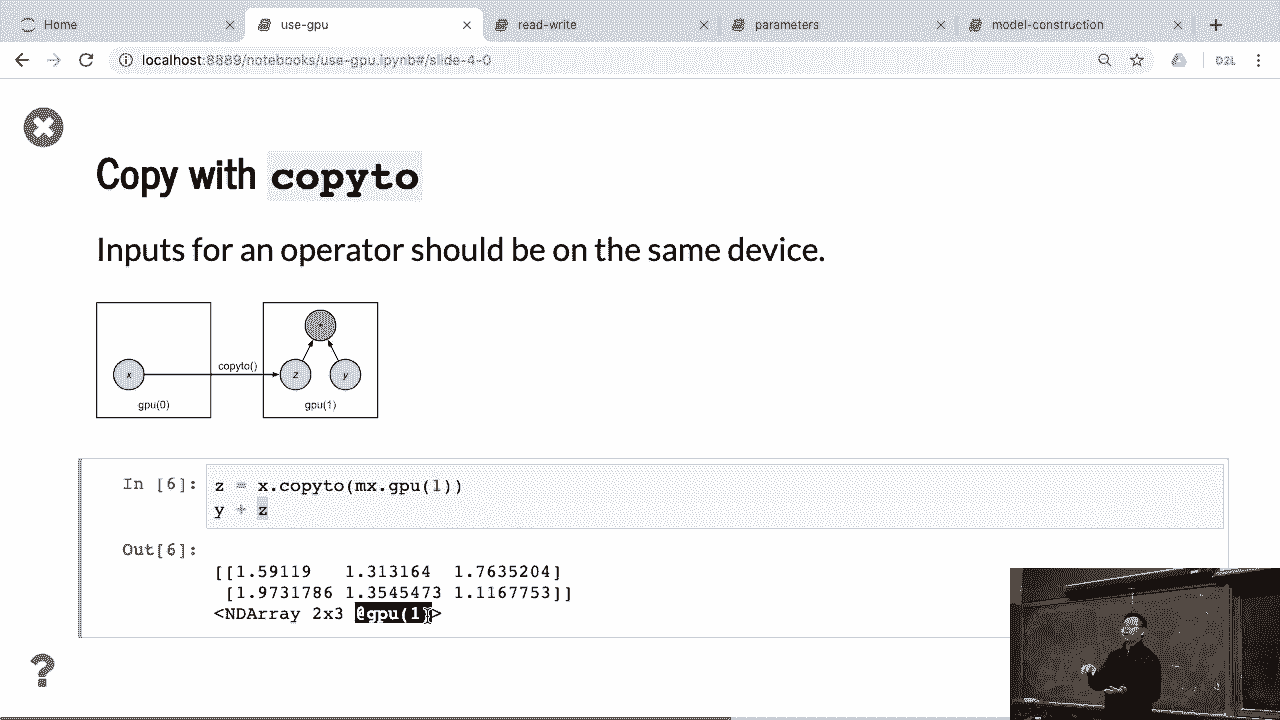 Home
use-gpu
read-write
parameters
model-construction
localhost:8889/notebooks/use-gpu.ipynb#/slide-4-0
D2L
Copy with copyto
Inputs for an operator should be on the same device.
x
copyto()
z
y
gpu(0)
gpu(1)
In [6]:
z = x.copyto(mx.gpu(1))
y + z
Out[6]:
[[1.59119 1.313164 1.7635204]
[1.9731786 1.3545473 1.1167753]]
<NDArray 2x3 @gpu(1)>
?